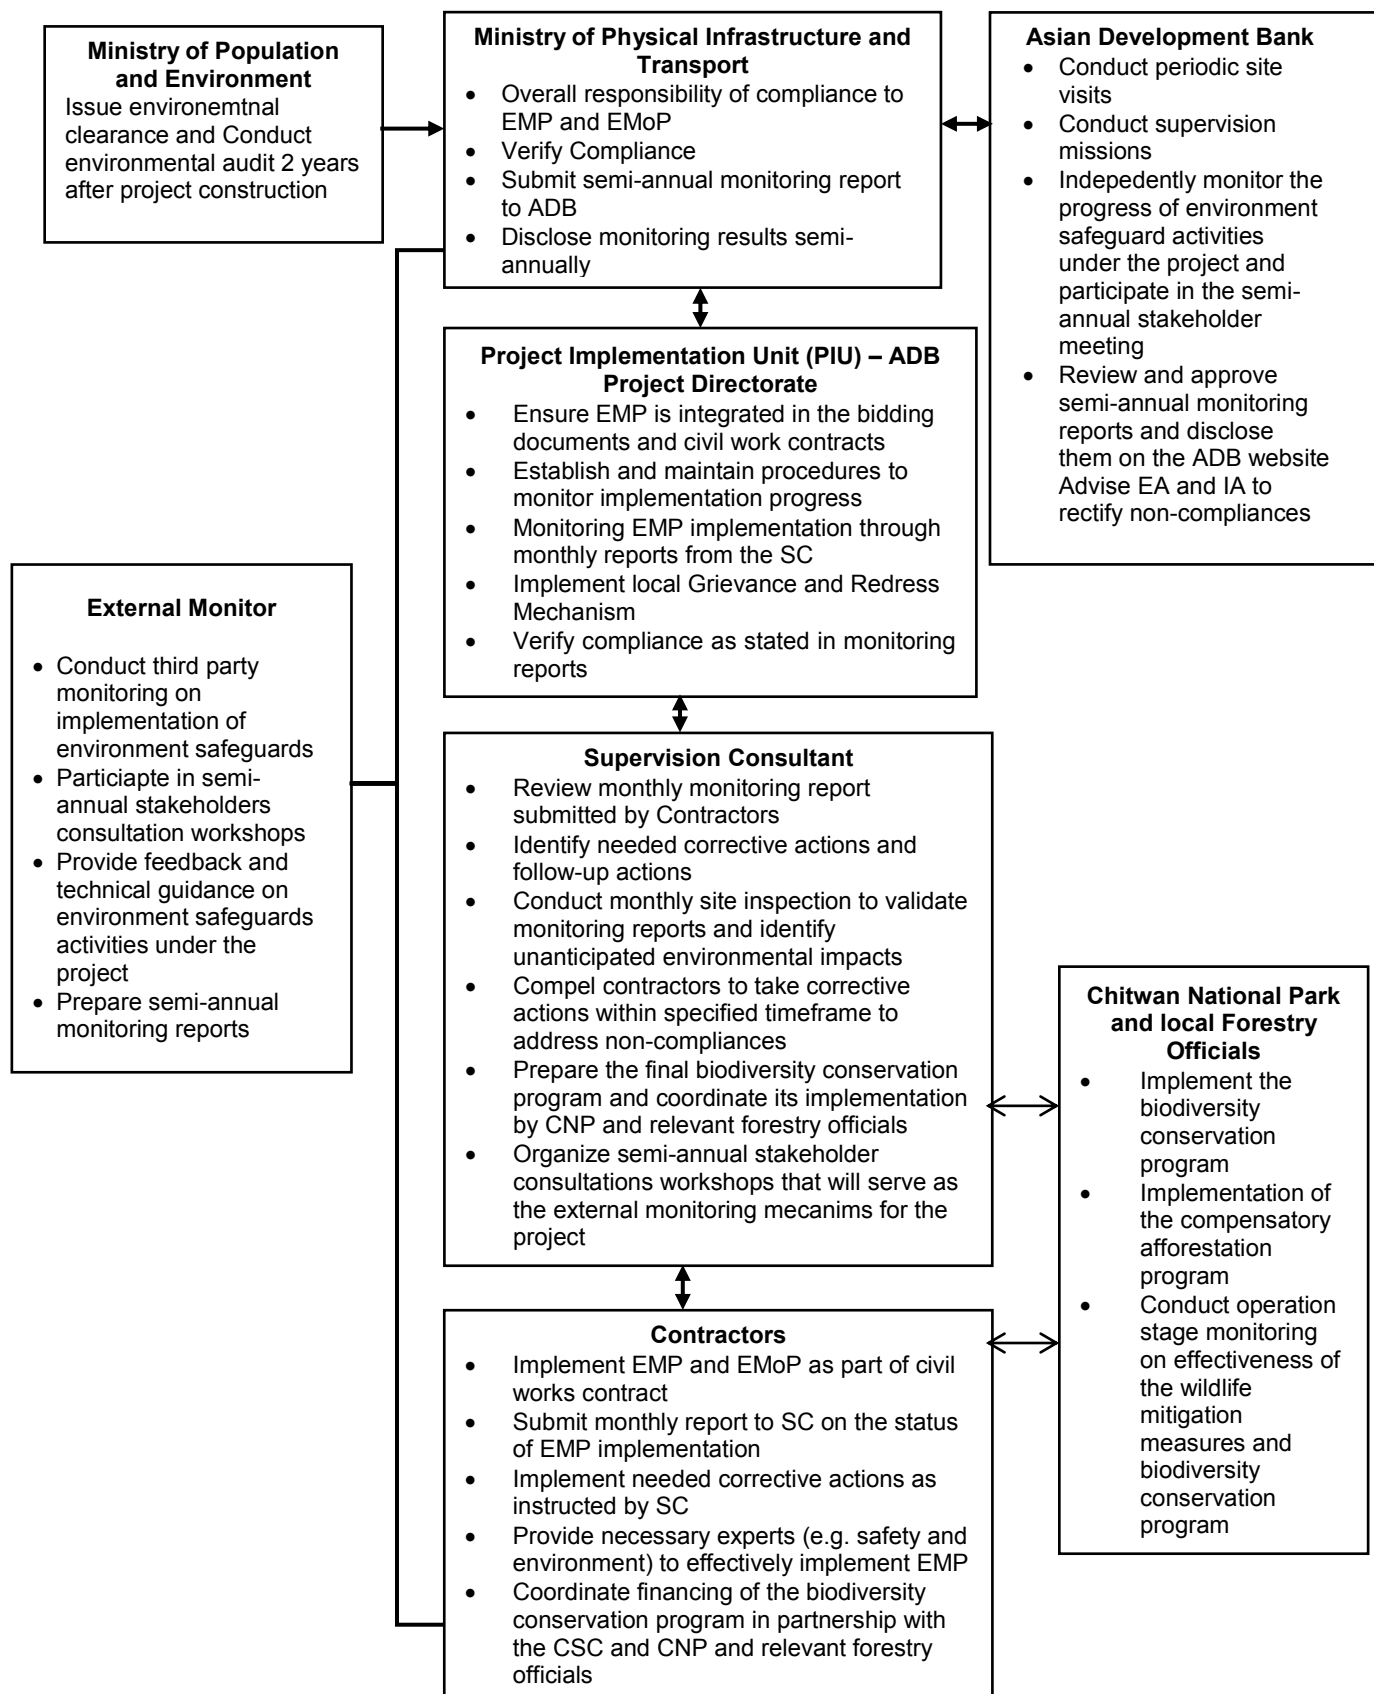 Ministry of Population
and Environment
Issue environemtnal
clearance and Conduct
environmental audit 2 years
after project construction
Ministry of Physical Infrastructure and
Transport
• Overall responsibility of compliance to
EMP and EMoP
• Verify Compliance
• Submit semi-annual monitoring report
to ADB
• Disclose monitoring results semi-
annually
Asian Development Bank
• Conduct periodic site
visits
• Conduct supervision
missions
• Indepedently monitor the
progress of environment
safeguard activities
under the project and
participate in the semi-
annual stakeholder
meeting
• Review and approve
semi-annual monitoring
reports and disclose
them on the ADB website
Advise EA and IA to
rectify non-compliances
Project Implementation Unit (PIU) – ADB
Project Directorate
• Ensure EMP is integrated in the bidding
documents and civil work contracts
• Establish and maintain procedures to
monitor implementation progress
• Monitoring EMP implementation through
monthly reports from the SC
• Implement local Grievance and Redress
Mechanism
• Verify compliance as stated in monitoring
reports
External Monitor
• Conduct third party
monitoring on
implementation of
environment safeguards
• Particiapte in semi-
annual stakeholders
consultation workshops
• Provide feedback and
technical guidance on
environment safeguards
activities under the
project
• Prepare semi-annual
monitoring reports
Supervision Consultant
• Review monthly monitoring report
submitted by Contractors
• Identify needed corrective actions and
follow-up actions
• Conduct monthly site inspection to validate
monitoring reports and identify
unanticipated environmental impacts
• Compel contractors to take corrective
actions within specified timeframe to
address non-compliances
• Prepare the final biodiversity conservation
program and coordinate its implementation
by CNP and relevant forestry officials
• Organize semi-annual stakeholder
consultations workshops that will serve as
the external monitoring mecanims for the
project
Chitwan National Park
and local Forestry
Officials
• Implement the
biodiversity
conservation
program
• Implementation of
the compensatory
afforestation
program
• Conduct operation
stage monitoring
on effectiveness of
the wildlife
mitigation
measures and
biodiversity
conservation
program
Contractors
• Implement EMP and EMoP as part of civil
works contract
• Submit monthly report to SC on the status
of EMP implementation
• Implement needed corrective actions as
instructed by SC
• Provide necessary experts (e.g. safety and
environment) to effectively implement EMP
• Coordinate financing of the biodiversity
conservation program in partnership with
the CSC and CNP and relevant forestry
officials